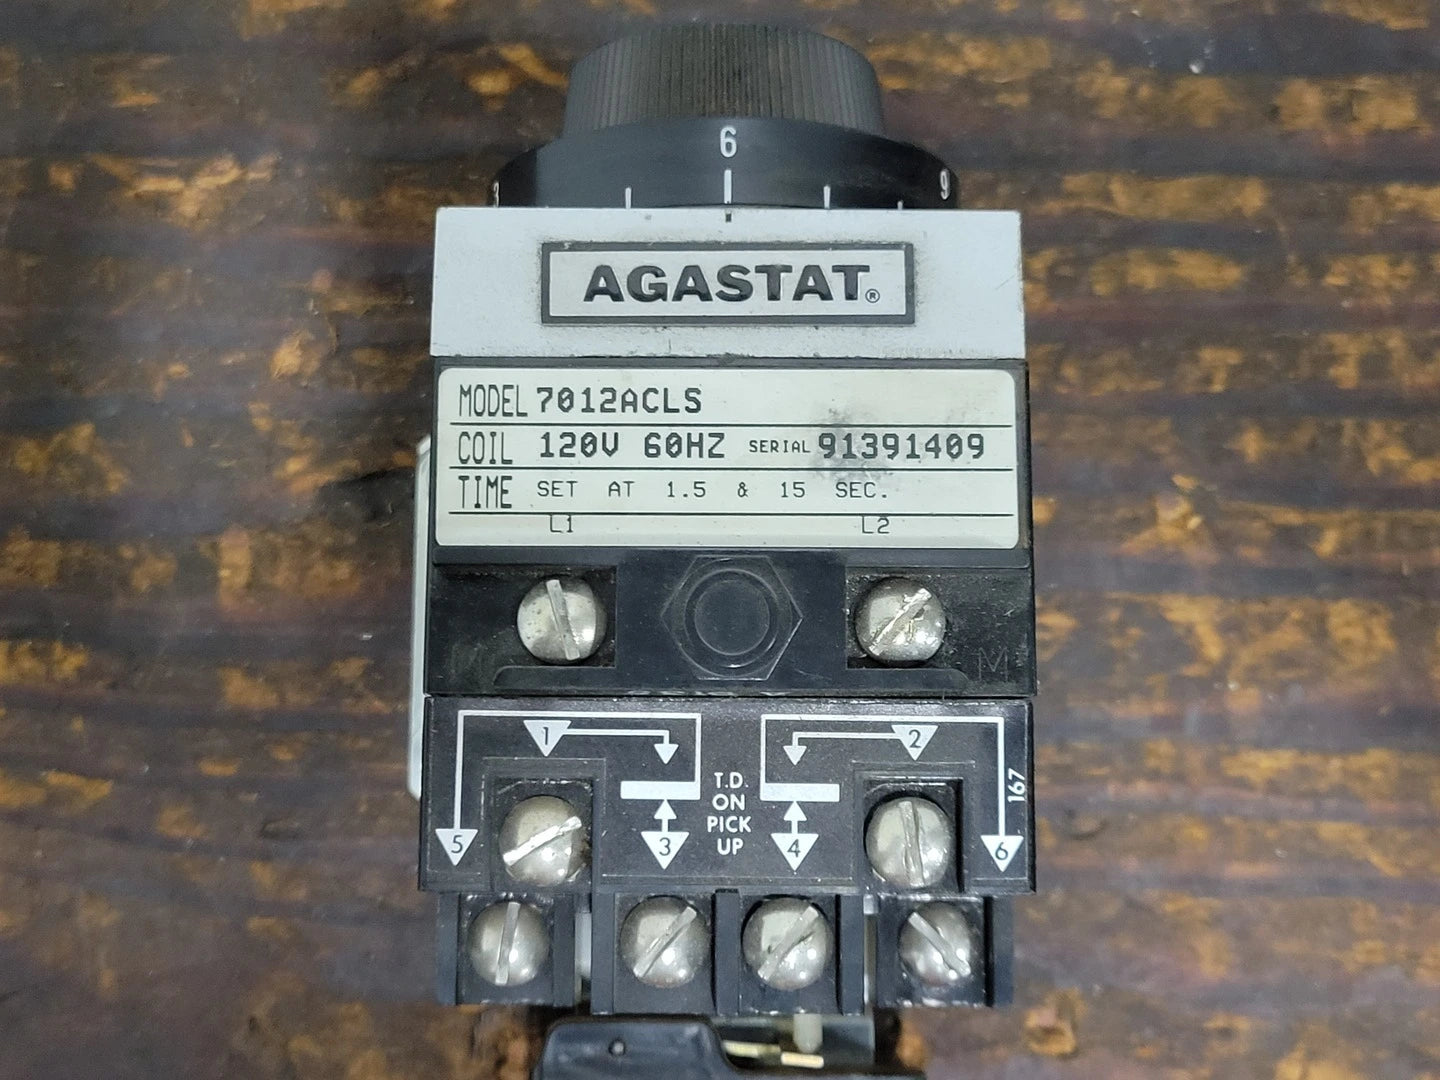 6
9
AGASTAT®
MODEL 7012ACLS
COIL 120V 60HZ SERIAL 91391409
TIME SET AT 1.5 & 15 SEC.
L1 L2
M
1 2
T.D.
ON
PICK
UP
167
5 3 4 6